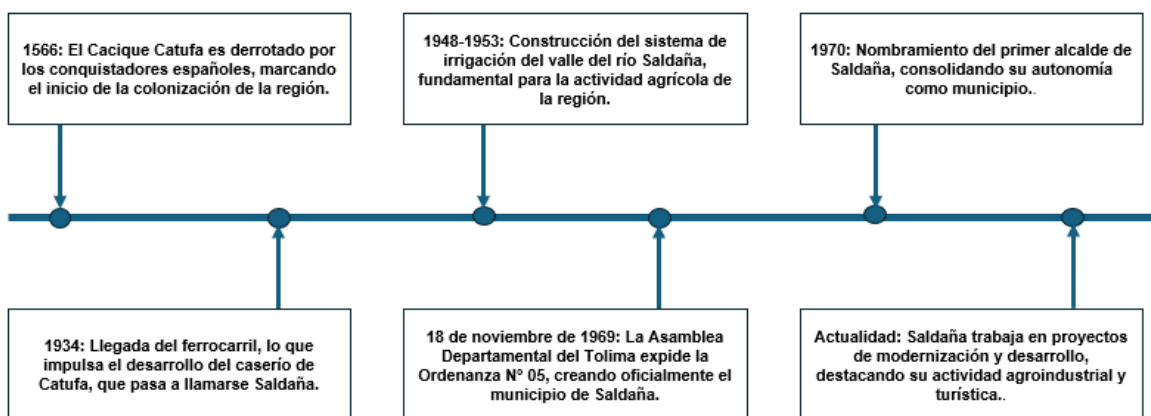 1566: El Cacique Catufa es derrotado por
los conquistadores españoles, marcando
el inicio de la colonización de la región.
1948-1953: Construcción del sistema de
irrigación del valle del río Saldaña,
fundamental para la actividad agrícola de
la región.
1970: Nombramiento del primer alcalde de
Saldaña, consolidando su autonomía
como municipio..
1934: Llegada del ferrocarril, lo que
impulsa el desarrollo del caserío de
Catufa, que pasa a llamarse Saldaña.
18 de noviembre de 1969: La Asamblea
Departamental del Tolima expide la
Ordenanza N° 05, creando oficialmente el
municipio de Saldaña.
Actualidad: Saldaña trabaja en proyectos
de modernización y desarrollo,
destacando su actividad agroindustrial y
turística..